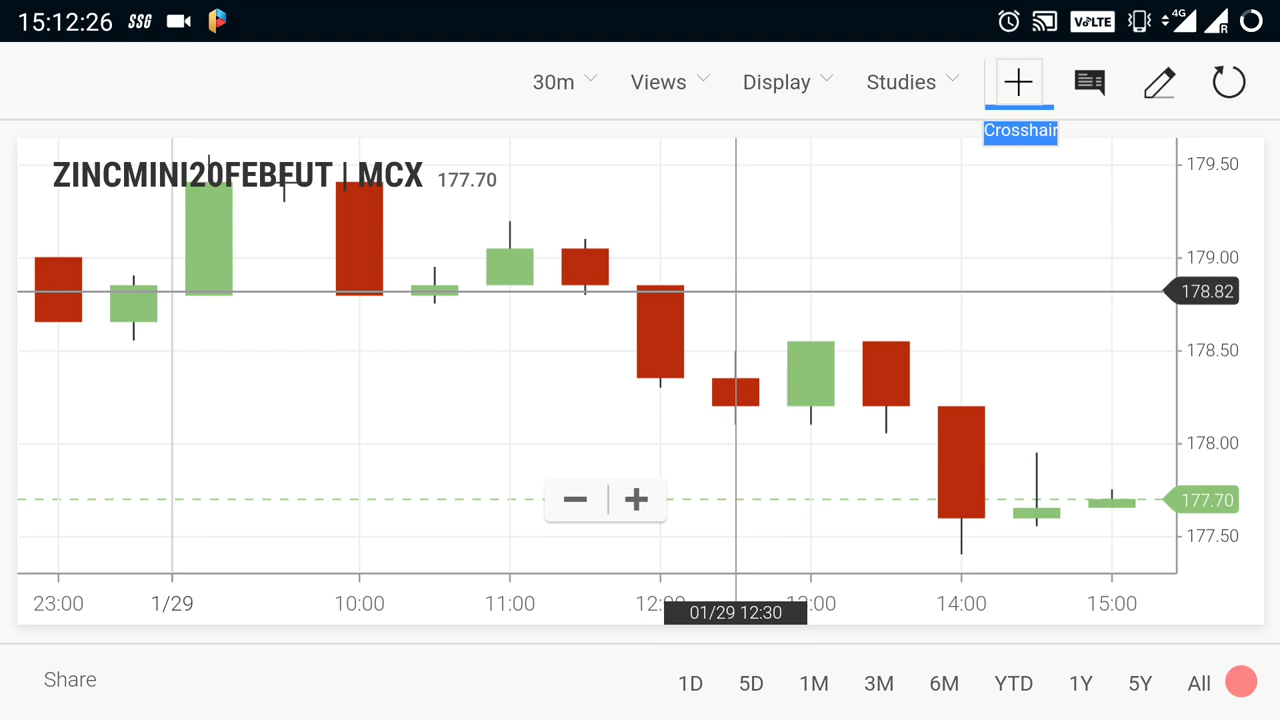 15:12:26 SSG VoLTE 4G R
30m Views Display Studies
Crosshair
ZINCMINI20FEBFUT | MCX 177.70
179.50
179.00
178.82
178.50
178.00
177.70
177.50
23:00 1/29 10:00 11:00 12:00 13:00 14:00 15:00
01/29 12:30
Share 1D 5D 1M 3M 6M YTD 1Y 5Y All